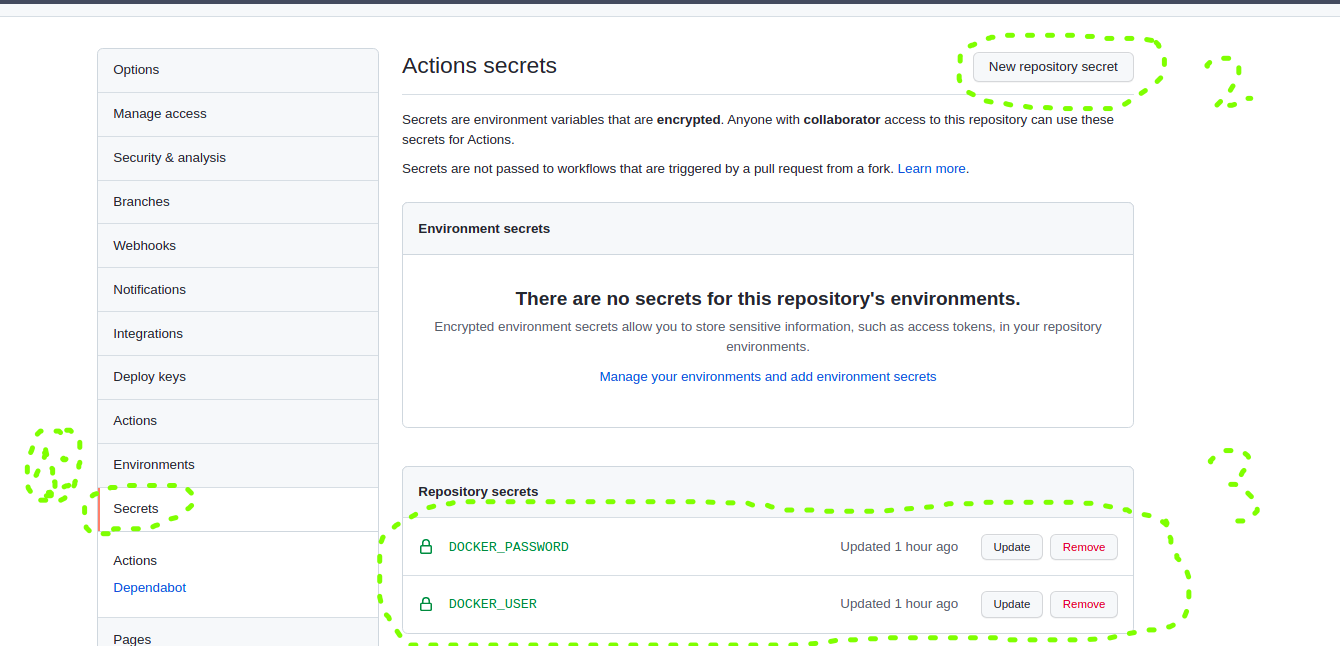 Options
Manage access
Security & analysis
Branches
Webhooks
Notifications
Integrations
Deploy keys
Actions
Environments
Secrets
Actions
Dependabot
Pages
Actions secrets
New repository secret
2
Secrets are environment variables that are encrypted. Anyone with collaborator access to this repository can use these
secrets for Actions.
Secrets are not passed to workflows that are triggered by a pull request from a fork. Learn more.
Environment secrets
There are no secrets for this repository's environments.
Encrypted environment secrets allow you to store sensitive information, such as access tokens, in your repository
environments.
Manage your environments and add environment secrets
Repository secrets
3
DOCKER_PASSWORD Updated 1 hour ago Update Remove
DOCKER_USER Updated 1 hour ago Update Remove